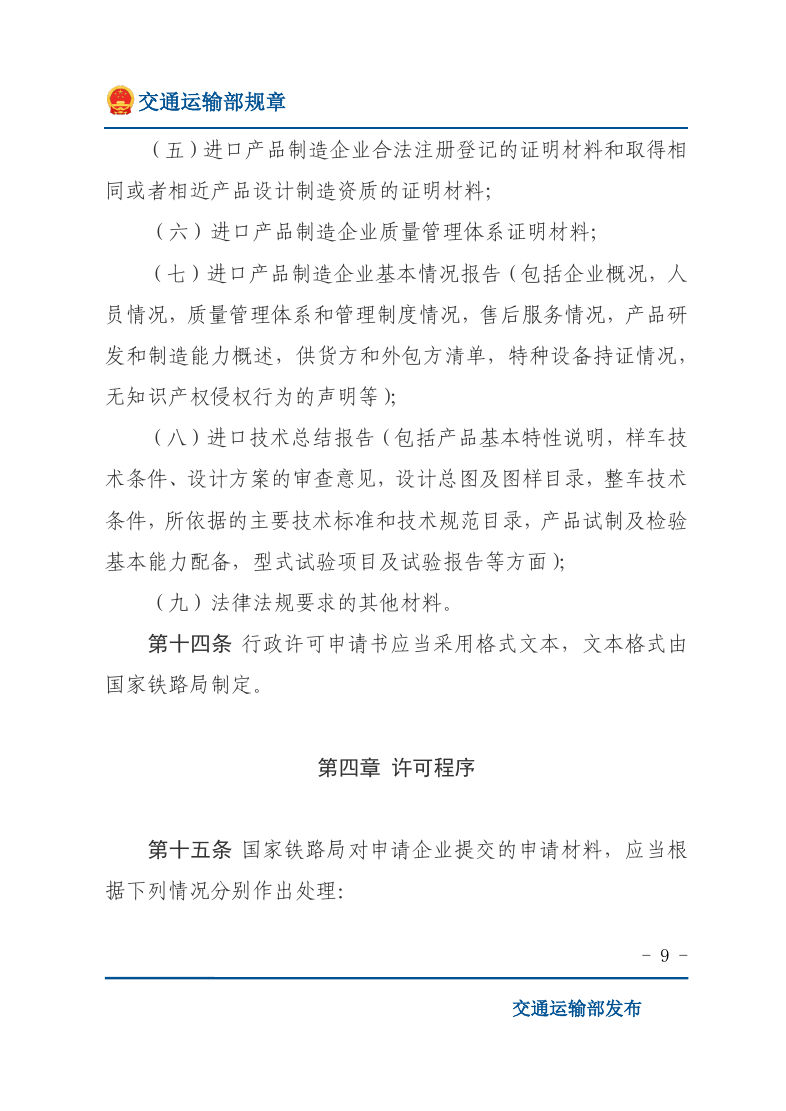 交通运输部规章
（五）进口产品制造企业合法注册登记的证明材料和取得相
同或者相近产品设计制造资质的证明材料；
（六）进口产品制造企业质量管理体系证明材料；
（七）进口产品制造企业基本情况报告（包括企业概况，人
员情况，质量管理体系和管理制度情况，售后服务情况，产品研
发和制造能力概述，供货方和外包方清单，特种设备持证情况，
无知识产权侵权行为的声明等）；
（八）进口技术总结报告（包括产品基本特性说明，样车技
术条件、设计方案的审查意见，设计总图及图样目录，整车技术
条件，所依据的主要技术标准和技术规范目录，产品试制及检验
基本能力配备，型式试验项目及试验报告等方面）；
（九）法律法规要求的其他材料。
第十四条 行政许可申请书应当采用格式文本，文本格式由
国家铁路局制定。
第四章 许可程序
第十五条 国家铁路局对申请企业提交的申请材料，应当根
据下列情况分别作出处理：
- 9 -
交通运输部发布